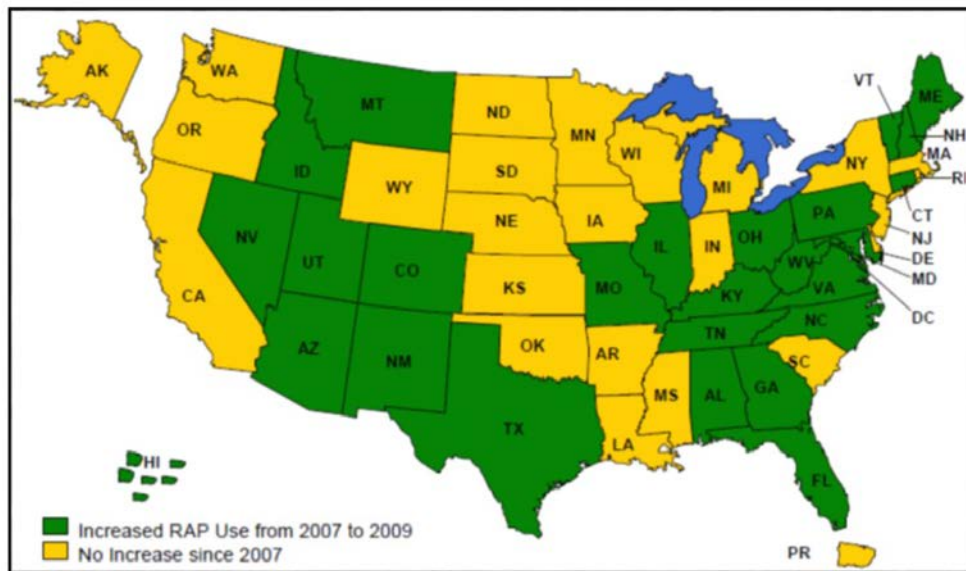 AK
WA
MT
ND
MN
VT
ME
OR
ID
WY
SD
WI
MI
NY
NH
MA
RI
NV
UT
CO
NE
IA
IL
IN
OH
PA
CT
NJ
DE
MD
DC
CA
AZ
NM
KS
MO
KY
WV
VA
OK
AR
TN
NC
SC
TX
LA
MS
AL
GA
FL
HI
PR
Increased RAP Use from 2007 to 2009
No Increase since 2007